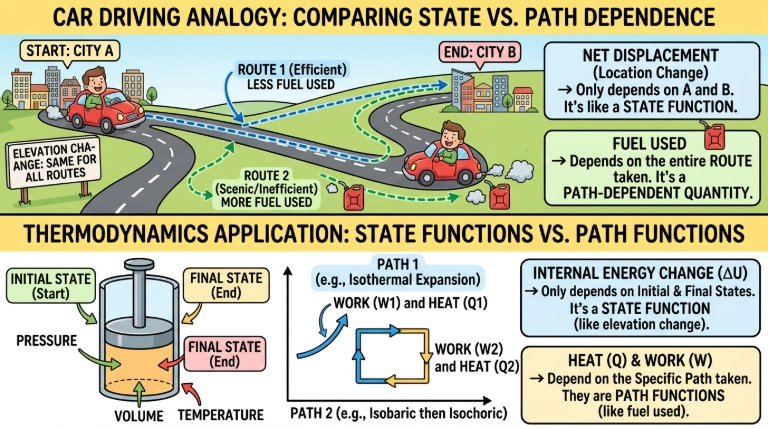 CAR DRIVING ANALOGY: COMPARING STATE VS. PATH DEPENDENCE
START: CITY A
ROUTE 1 (Efficient)
LESS FUEL USED
END: CITY B
NET DISPLACEMENT
(Location Change)
→ Only depends on A and B.
It's like a STATE FUNCTION.
ELEVATION CHA-
NGE: SAME FOR
ALL ROUTES
ROUTE 2
(Scenic/Inefficient)
MORE FUEL USED
FUEL USED
→ Depends on the entire ROUTE
taken. It's a
PATH-DEPENDENT QUANTITY.
THERMODYNAMICS APPLICATION: STATE FUNCTIONS VS. PATH FUNCTIONS
INITIAL STATE
(Start)
FINAL STATE
(End)
PRESSURE
FINAL STATE
(End)
VOLUME
TEMPERATURE
PATH 1
(e.g., Isothermal Expansion)
WORK (W1) and HEAT (Q1)
WORK (W2)
and HEAT (Q2)
PATH 2 (e.g., Isobaric then Isochoric)
INTERNAL ENERGY CHANGE (ΔU)
→ Only depends on Initial & Final States.
It's a STATE FUNCTION
(like elevation change).
HEAT (Q) & WORK (W)
→ Depend on the Specific Path taken.
They are PATH FUNCTIONS
(like fuel used).